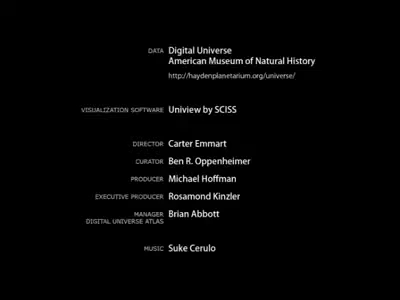 DATA Digital Universe
American Museum of Natural History
http://haydenplanetarium.org/universe/
VISUALIZATION SOFTWARE Uniview by SCISS
DIRECTOR Carter Emmart
CURATOR Ben R. Oppenheimer
PRODUCER Michael Hoffman
EXECUTIVE PRODUCER Rosamond Kinzler
MANAGER Brian Abbott
DIGITAL UNIVERSE ATLAS
MUSIC Suke Cerulo